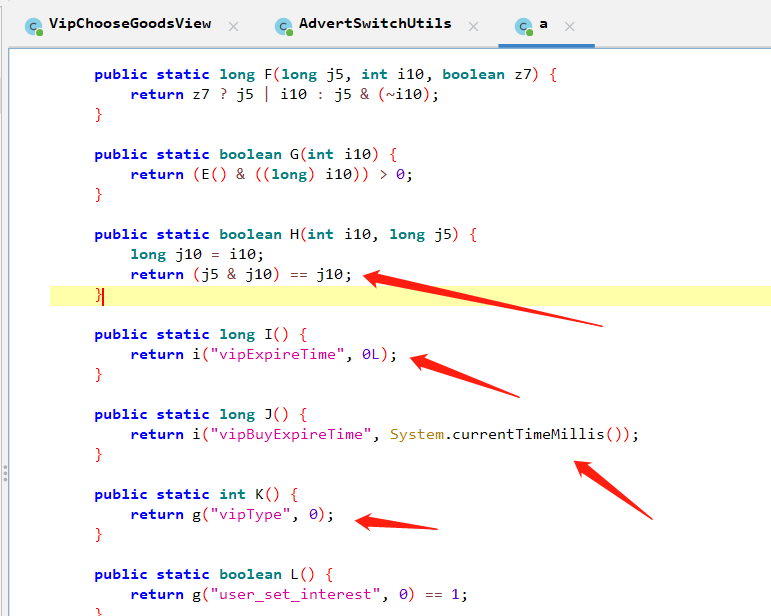 VipChooseGoodsView AdvertSwitchUtils a
public static long F(long j5, int i10, boolean z7) {
return z7 ? j5 | i10 : j5 & (~i10);
}
public static boolean G(int i10) {
return (E() & ((long) i10)) > 0;
}
public static boolean H(int i10, long j5) {
long j10 = i10;
return (j5 & j10) == j10;
}
public static long I() {
return i("vipExpireTime", 0L);
}
public static long J() {
return i("vipBuyExpireTime", System.currentTimeMillis());
}
public static int K() {
return g("vipType", 0);
}
public static boolean L() {
return g("user_set_interest", 0) == 1;
}